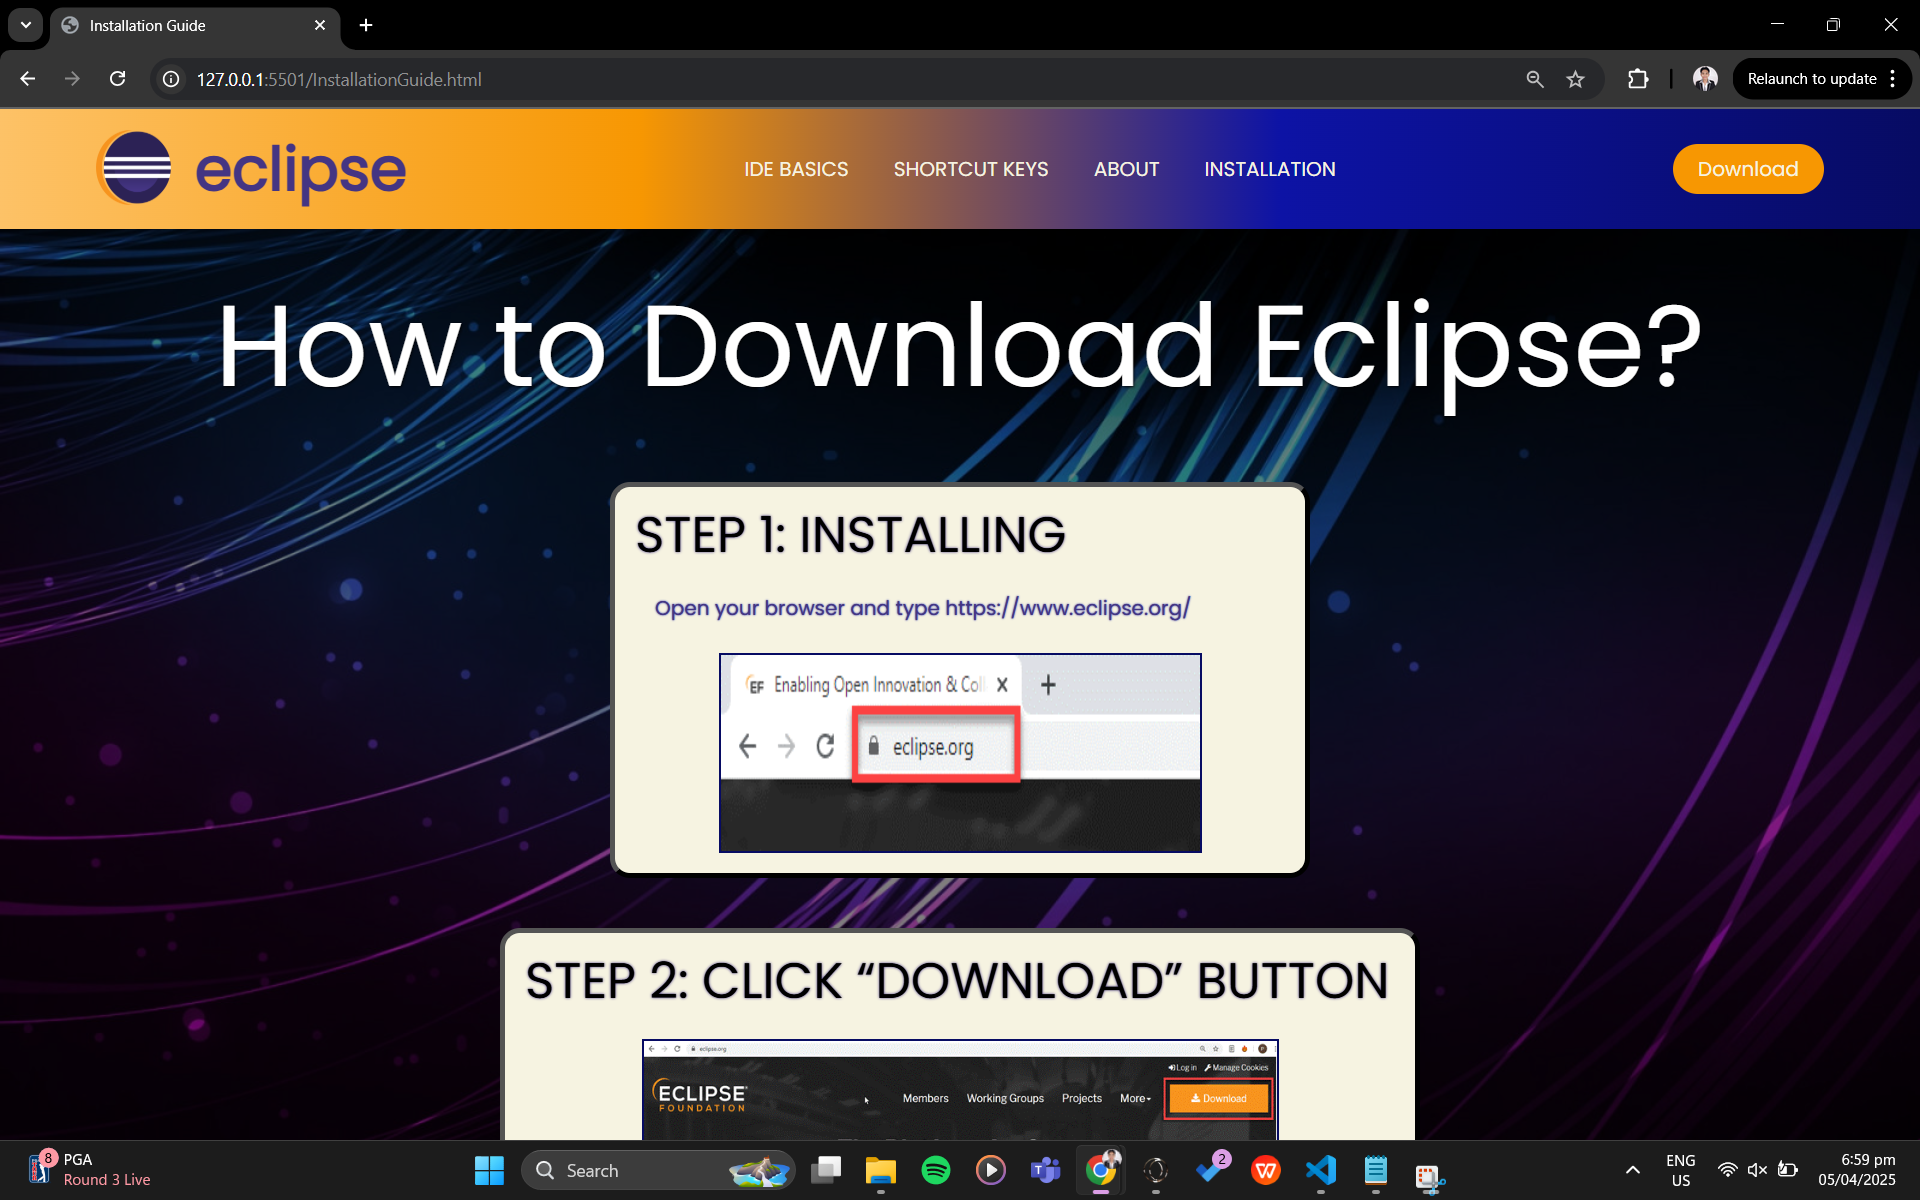 Installation Guide
127.0.0.1:5501/InstallationGuide.html
Relaunch to update
eclipse
IDE BASICS
SHORTCUT KEYS
ABOUT
INSTALLATION
Download
How to Download Eclipse?
STEP 1: INSTALLING
Open your browser and type https://www.eclipse.org/
EF Enabling Open Innovation & Coll
eclipse.org
STEP 2: CLICK “DOWNLOAD” BUTTON
eclipse.org
Log in Manage Cookies
ECLIPSE
FOUNDATION
Members Working Groups Projects More
Download
8
PGA
Round 3 Live
Search
2
ENG
US
6:59 pm
05/04/2025